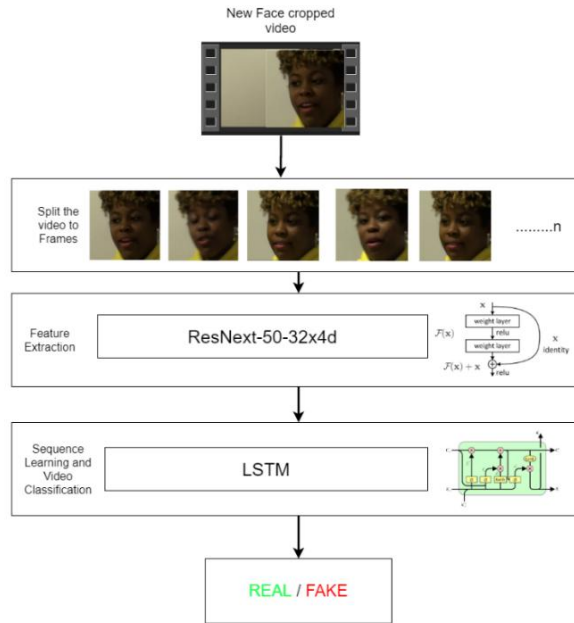 New Face cropped
video
Split the
video to
Frames
.........n
Feature
Extraction
ResNext-50-32x4d
x
weight layer
F(x)
relu
weight layer
x
identity
F(x) + x
relu
Sequence
Learning and
Video
Classification
LSTM
REAL / FAKE